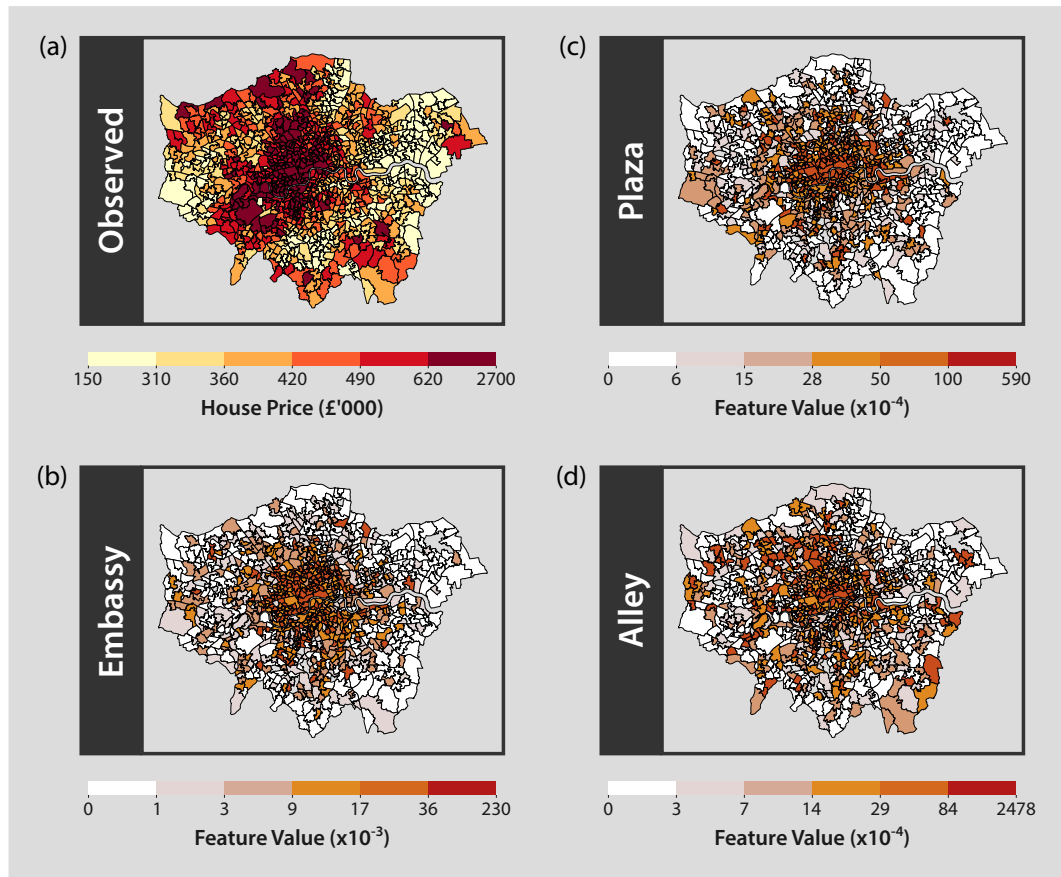 (a)
Observed
150 310 360 420 490 620 2700
House Price (£'000)
(c)
Plaza
0 6 15 28 50 100 590
Feature Value (x10⁻⁴)
(b)
Embassy
0 1 3 9 17 36 230
Feature Value (x10⁻³)
(d)
Alley
0 3 7 14 29 84 2478
Feature Value (x10⁻⁴)